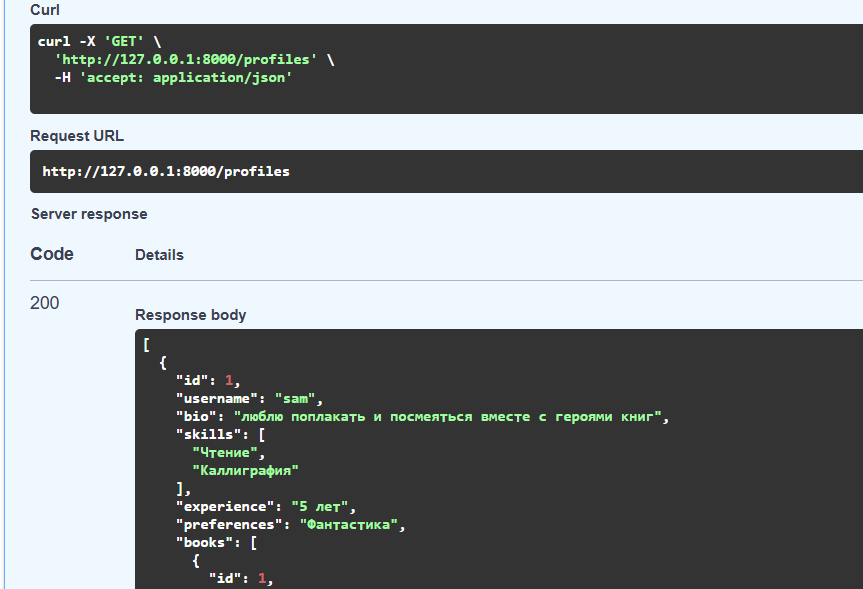 Curl
curl -X 'GET' \
'http://127.0.0.1:8000/profiles' \
-H 'accept: application/json'
Request URL
http://127.0.0.1:8000/profiles
Server response
Code Details
200
Response body
[
{
"id": 1,
"username": "sam",
"bio": "люблю поплакать и посмеяться вместе с героями книг",
"skills": [
"Чтение",
"Каллиграфия"
],
"experience": "5 лет",
"preferences": "Фантастика",
"books": [
{
"id": 1,